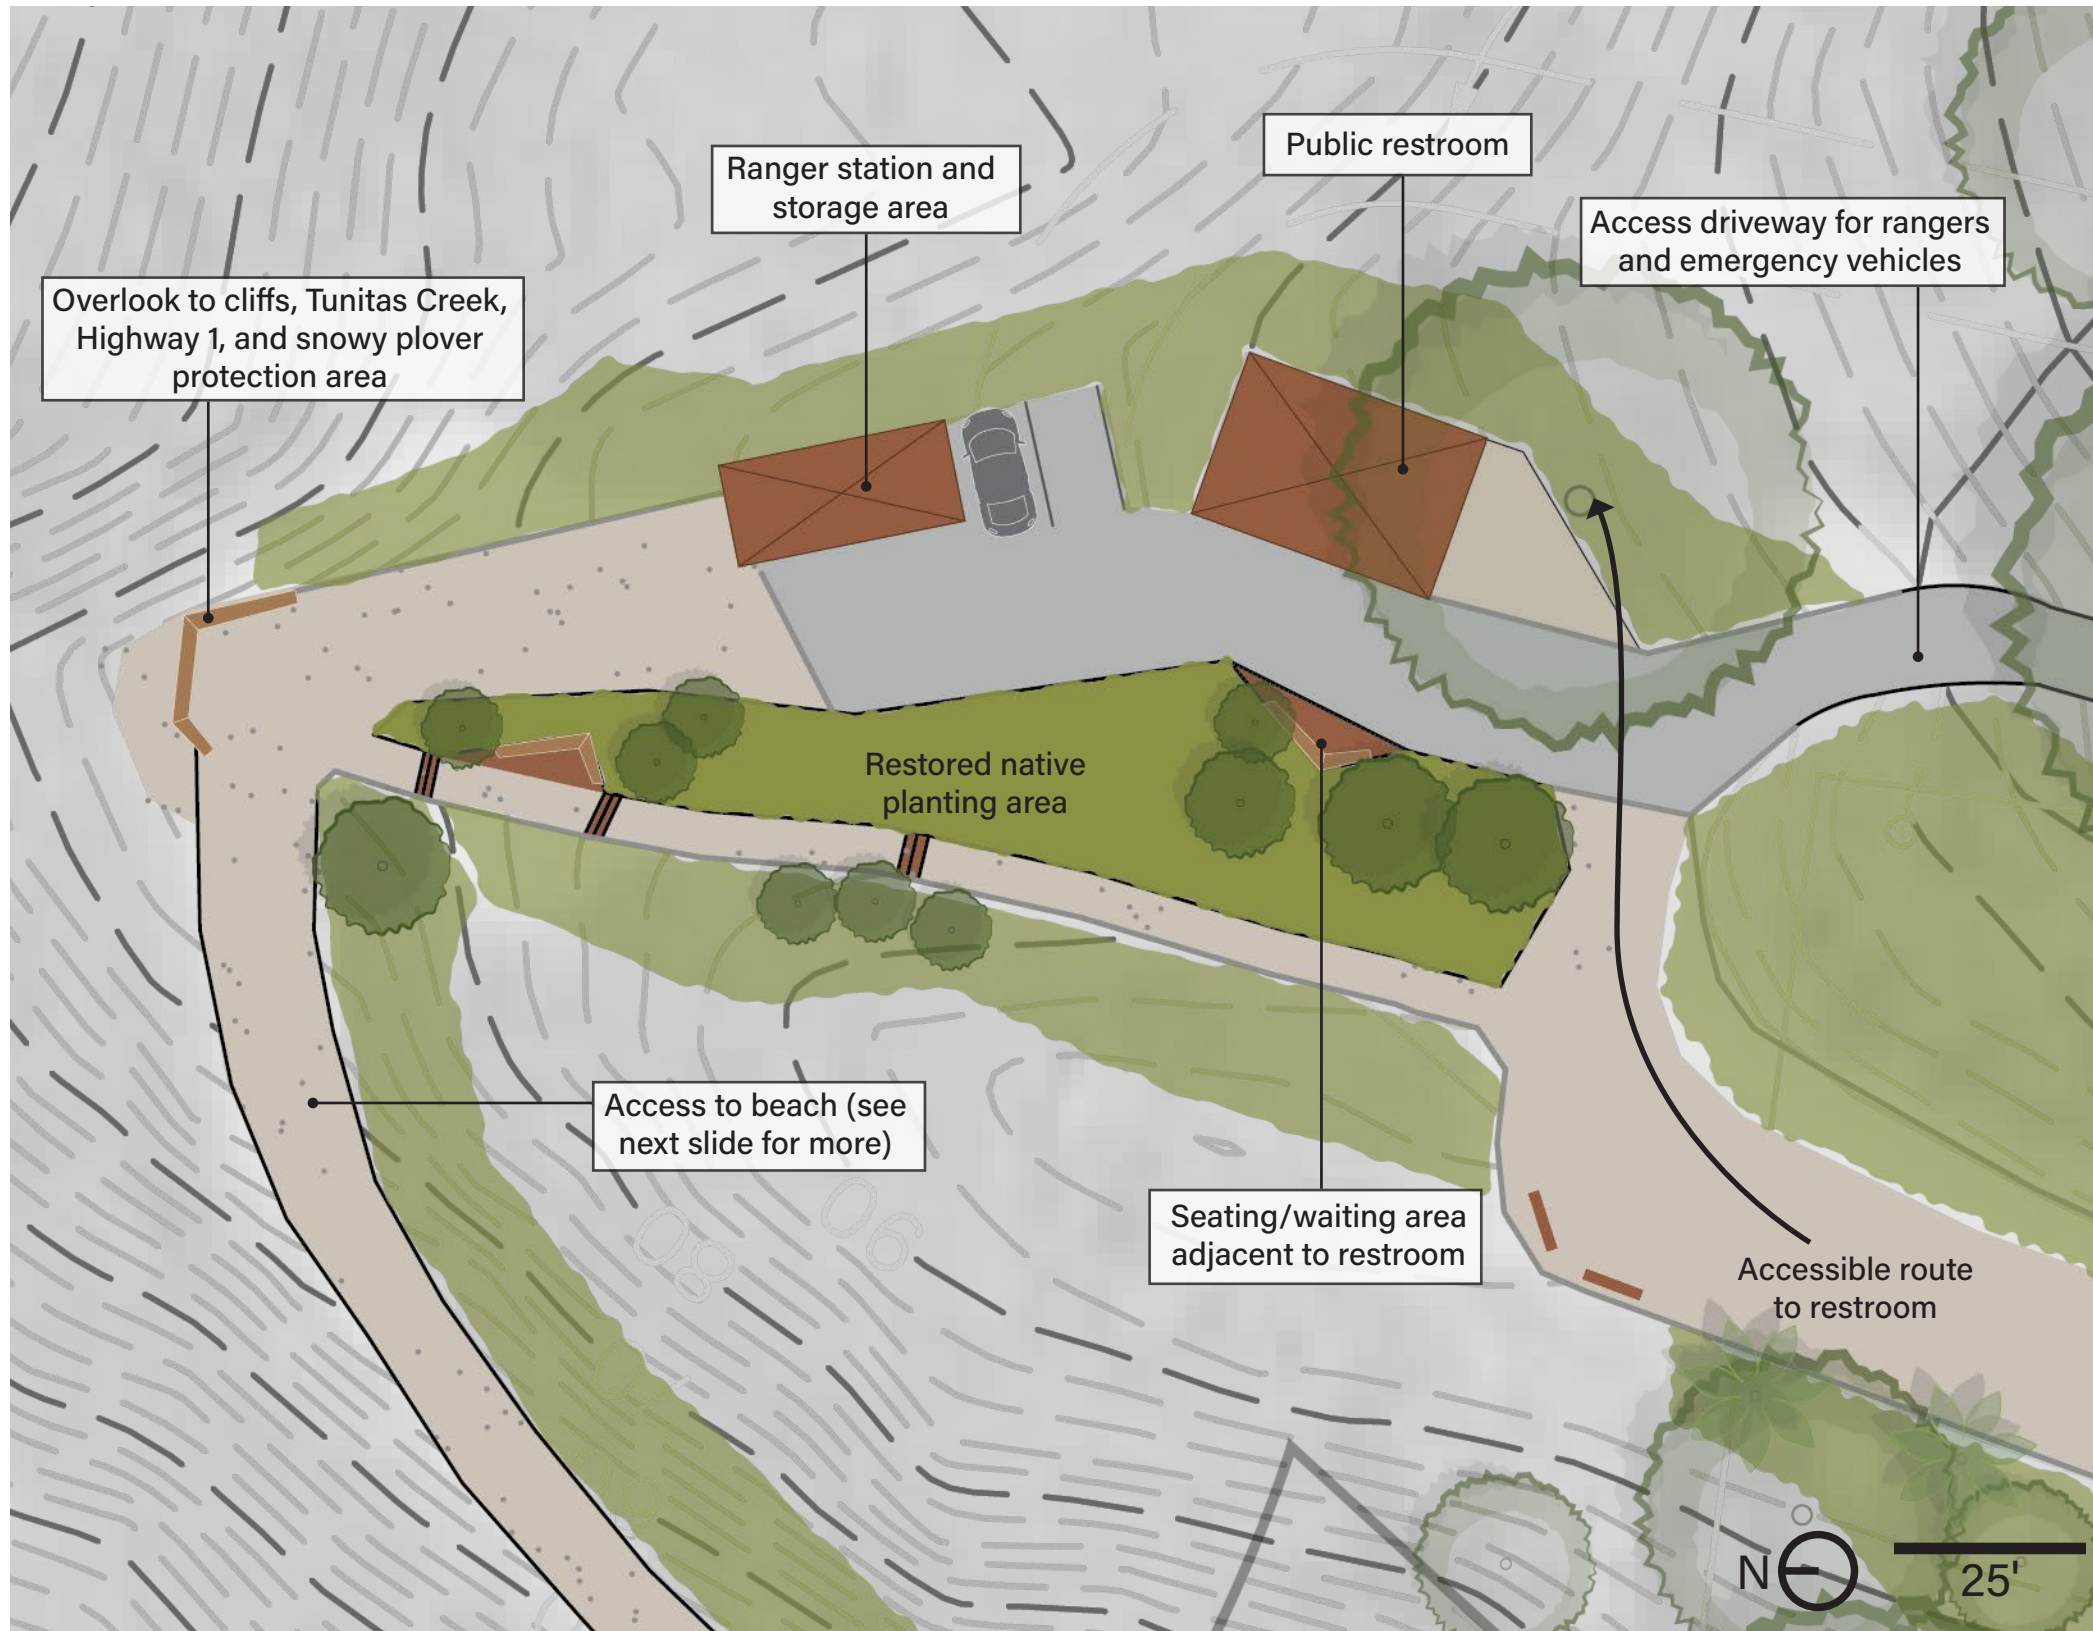 Public restroom
Ranger station and
storage area
Access driveway for rangers
and emergency vehicles
Overlook to cliffs, Tunitas Creek,
Highway 1, and snowy plover
protection area
Restored native
planting area
Access to beach (see
next slide for more)
Seating/waiting area
adjacent to restroom
Accessible route
to restroom
80
90
N
25'